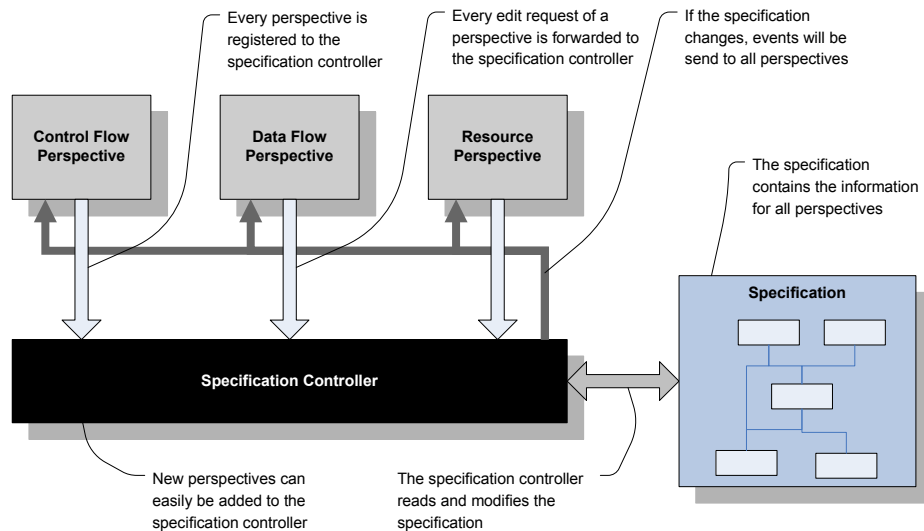 Every perspective is
registered to the
specification controller
Every edit request of a
perspective is forwarded to
the specification controller
If the specification
changes, events will be
send to all perspectives
Control Flow
Perspective
Data Flow
Perspective
Resource
Perspective
The specification
contains the information
for all perspectives
Specification
Specification Controller
New perspectives can
easily be added to the
specification controller
The specification controller
reads and modifies the
specification